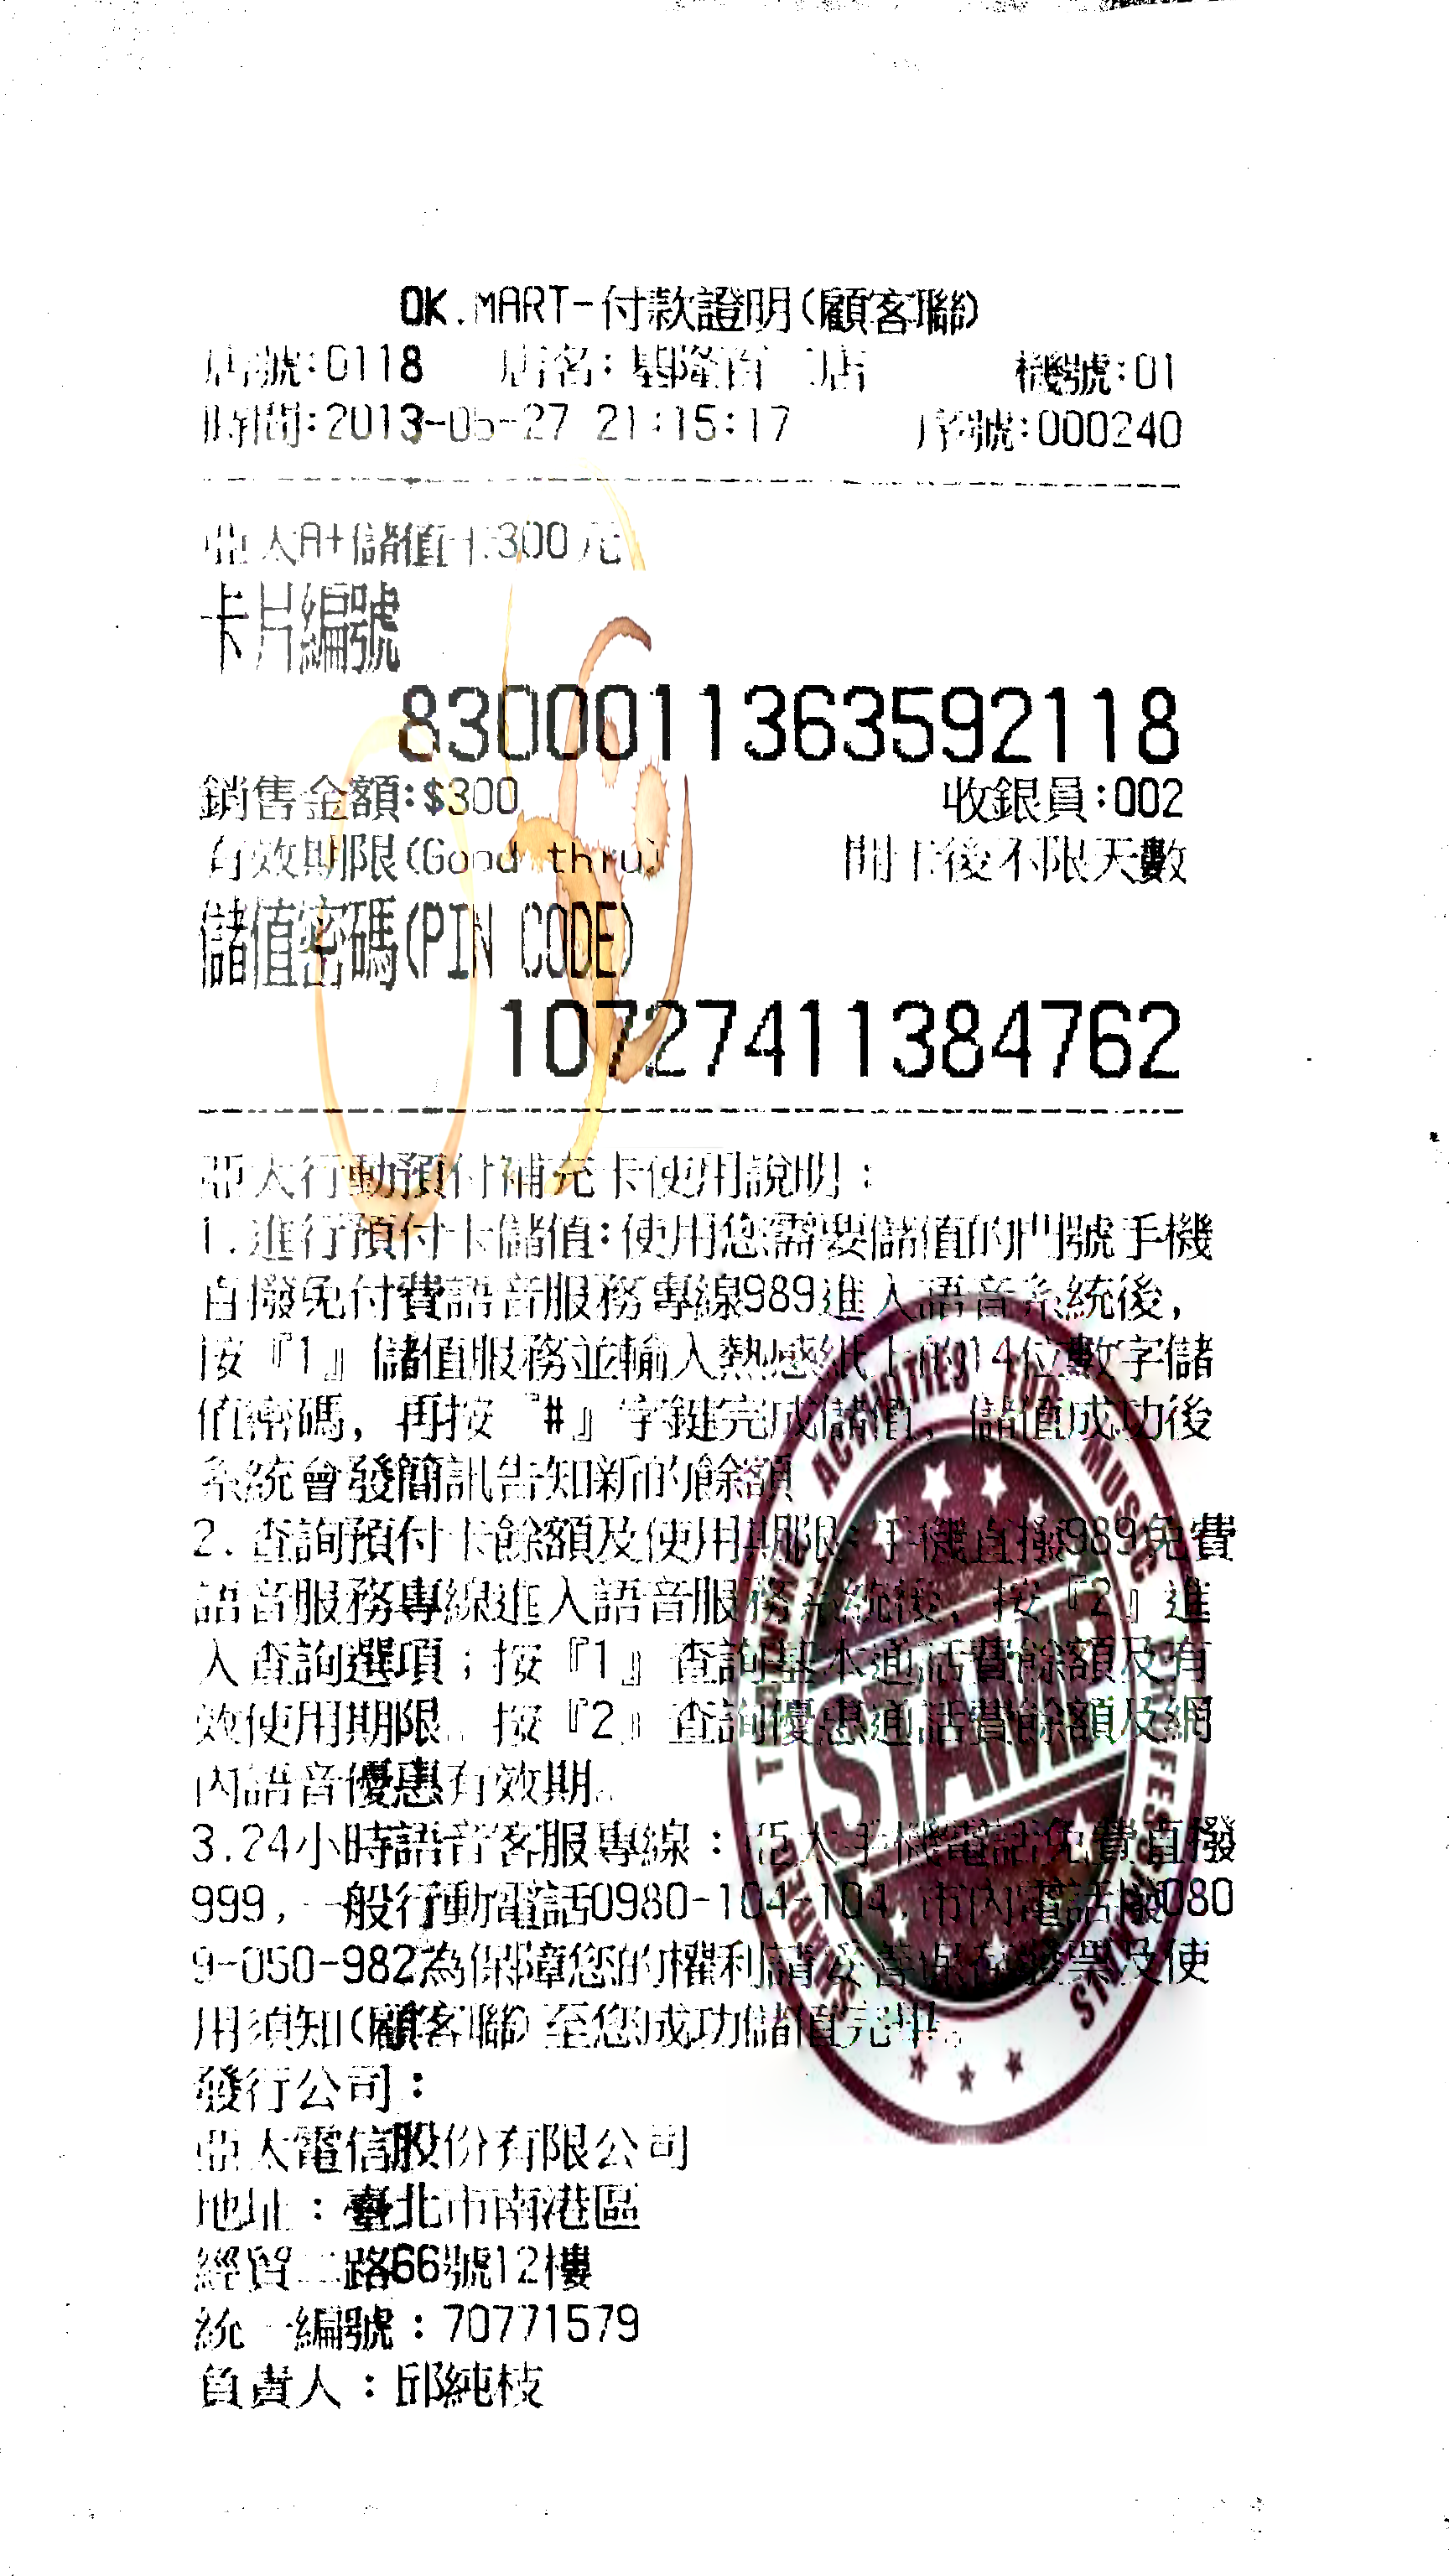 OK.MART-付款證明(顧客聯)
店號:0118 店名:基隆百 店 機號:01
時間:2013-05-27 21:15:17 序號:000240
亞太A+儲值卡300元
卡片編號
8300011363592118
銷售金額:$300 收銀員:002
有效期限(Good thru) 開卡後不限天數
儲值密碼(PIN CODE)
10727411384762
亞太行動預付補充卡使用說明:
1.進行預付卡儲值:使用您需要儲值的門號手機
直撥免付費語音服務專線989進入語音系統後,
按『1』儲值服務並輸入熱感紙上的14位數字儲
值密碼, 再按『#』字鍵完成儲值, 儲值成功後
系統會發簡訊告知新的餘額
2.查詢預付卡餘額及使用期限:手機直撥989免費
語音服務專線進入語音服務系統後, 按『2』進
入查詢選項;按『1』查詢基本通話費餘額及有
效使用期限。按『2』查詢優惠通話費餘額及網
內語音優惠有效期。
3.24小時語音客服專線:亞太手機電話免費直撥
999,一般行動電話0980-104-104,市內電話撥080
9-050-982為保障您的權利請妥善保存發票及使
用須知(顧客聯)至您成功儲值完畢。
發行公司:
亞太電信股份有限公司
地址:臺北市南港區
經貿二路66號12樓
統一編號:70771579
負責人:邱純枝
ACTIVITIES
MUSIC
STAMP